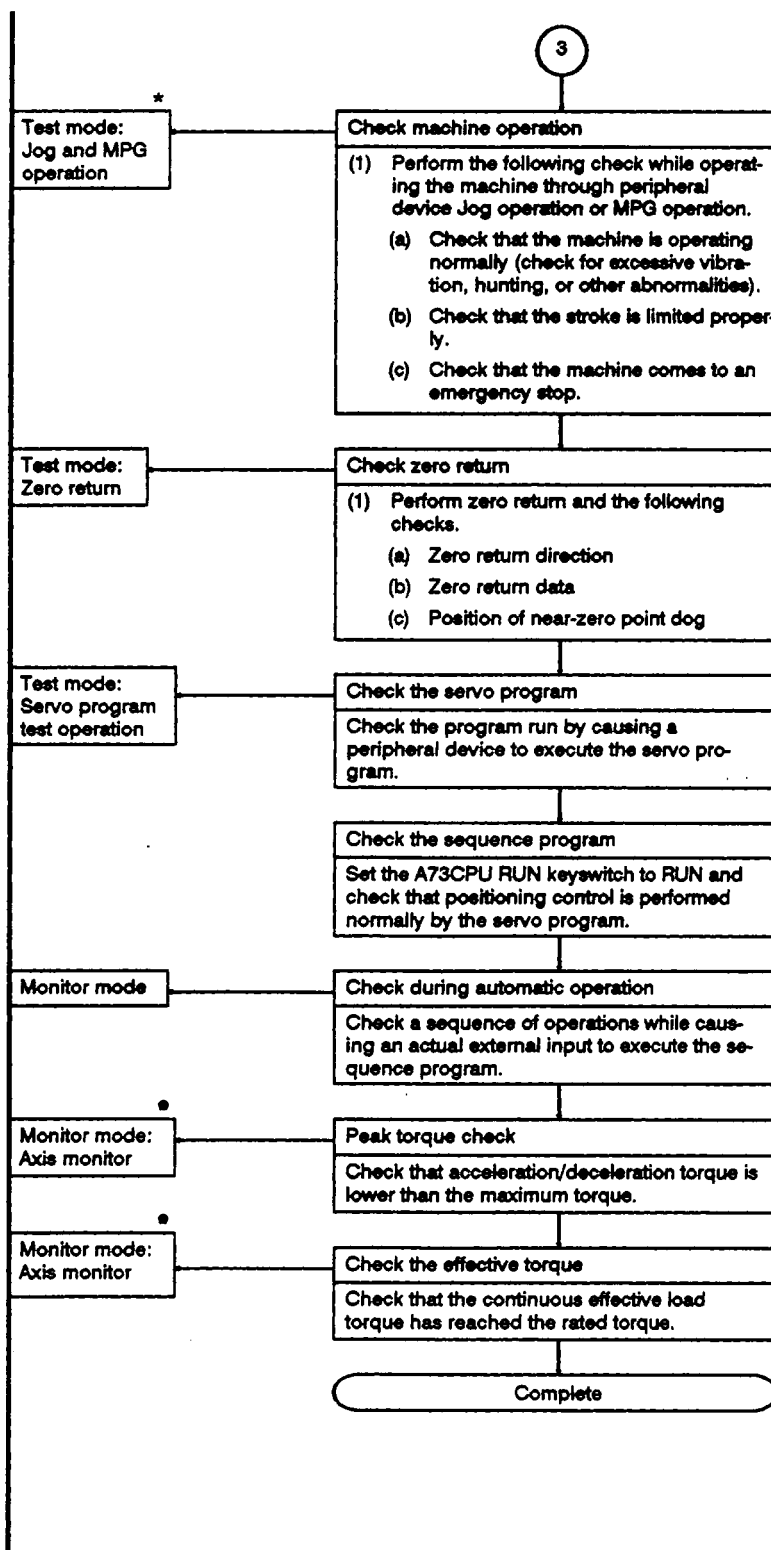 3
*
Test mode:
Jog and MPG
operation
Check machine operation
(1) Perform the following check while operat-
ing the machine through peripheral
device Jog operation or MPG operation.
(a) Check that the machine is operating
normally (check for excessive vibra-
tion, hunting, or other abnormalities).
(b) Check that the stroke is limited proper-
ly.
(c) Check that the machine comes to an
emergency stop.
Test mode:
Zero return
Check zero return
(1) Perform zero return and the following
checks.
(a) Zero return direction
(b) Zero return data
(c) Position of near-zero point dog
Test mode:
Servo program
test operation
Check the servo program
Check the program run by causing a
peripheral device to execute the servo pro-
gram.
Check the sequence program
Set the A73CPU RUN keyswitch to RUN and
check that positioning control is performed
normally by the servo program.
Monitor mode
Check during automatic operation
Check a sequence of operations while caus-
ing an actual external input to execute the se-
quence program.
*
Monitor mode:
Axis monitor
Peak torque check
Check that acceleration/deceleration torque is
lower than the maximum torque.
*
Monitor mode:
Axis monitor
Check the effective torque
Check that the continuous effective load
torque has reached the rated torque.
Complete